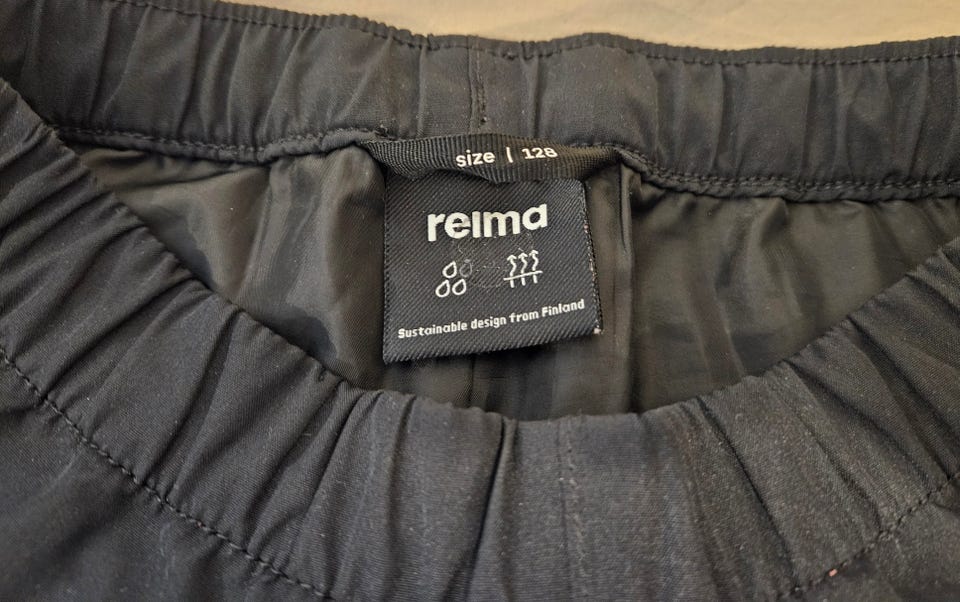 size | 128
reima
Sustainable design from Finland